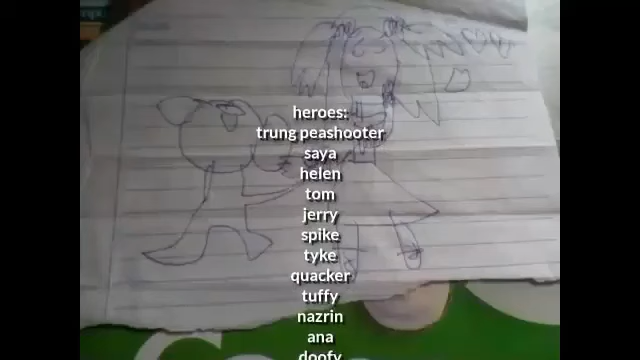 heroes:
trung peashooter
saya
helen
tom
jerry
spike
tyke
quacker
tuffy
nazrin
ana
doofy